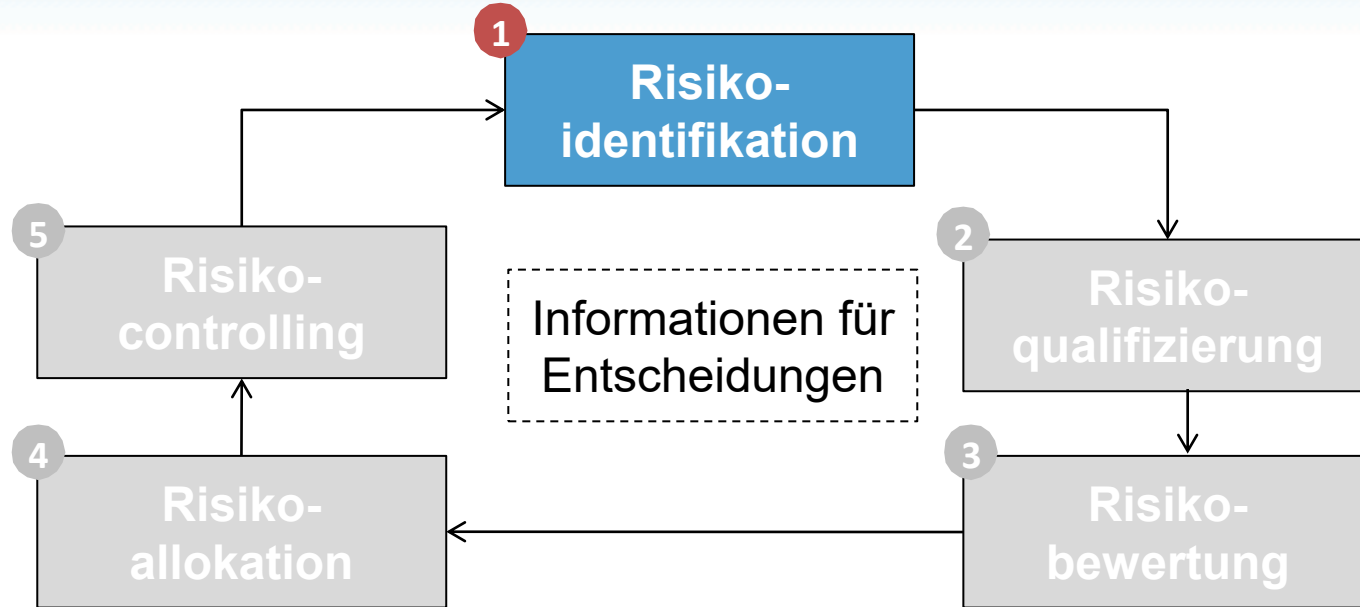 1
Risiko-
identifikation
2
Risiko-
qualifizierung
3
Risiko-
bewertung
4
Risiko-
allokation
5
Risiko-
controlling
Informationen für
Entscheidungen